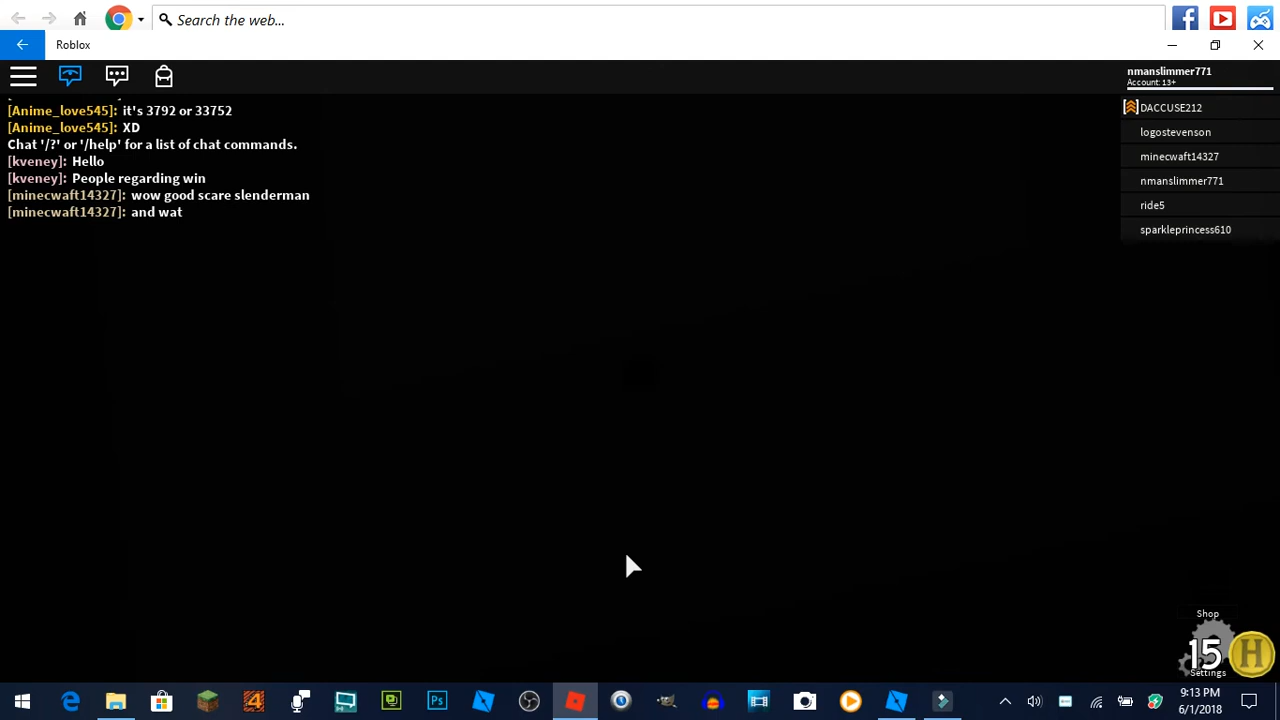 Search the web...
Roblox
nmanslimmer771
Account: 13+
[Anime_love545]: it's 3792 or 33752
[Anime_love545]: XD
Chat '/?' or '/help' for a list of chat commands.
[kveney]: Hello
[kveney]: People regarding win
[minecwaft14327]: wow good scare slenderman
[minecwaft14327]: and wat
DACCUSE212
logostevenson
minecwaft14327
nmanslimmer771
ride5
sparkleprincess610
Shop
15 H
Settings
4 Ps
9:13 PM
6/1/2018